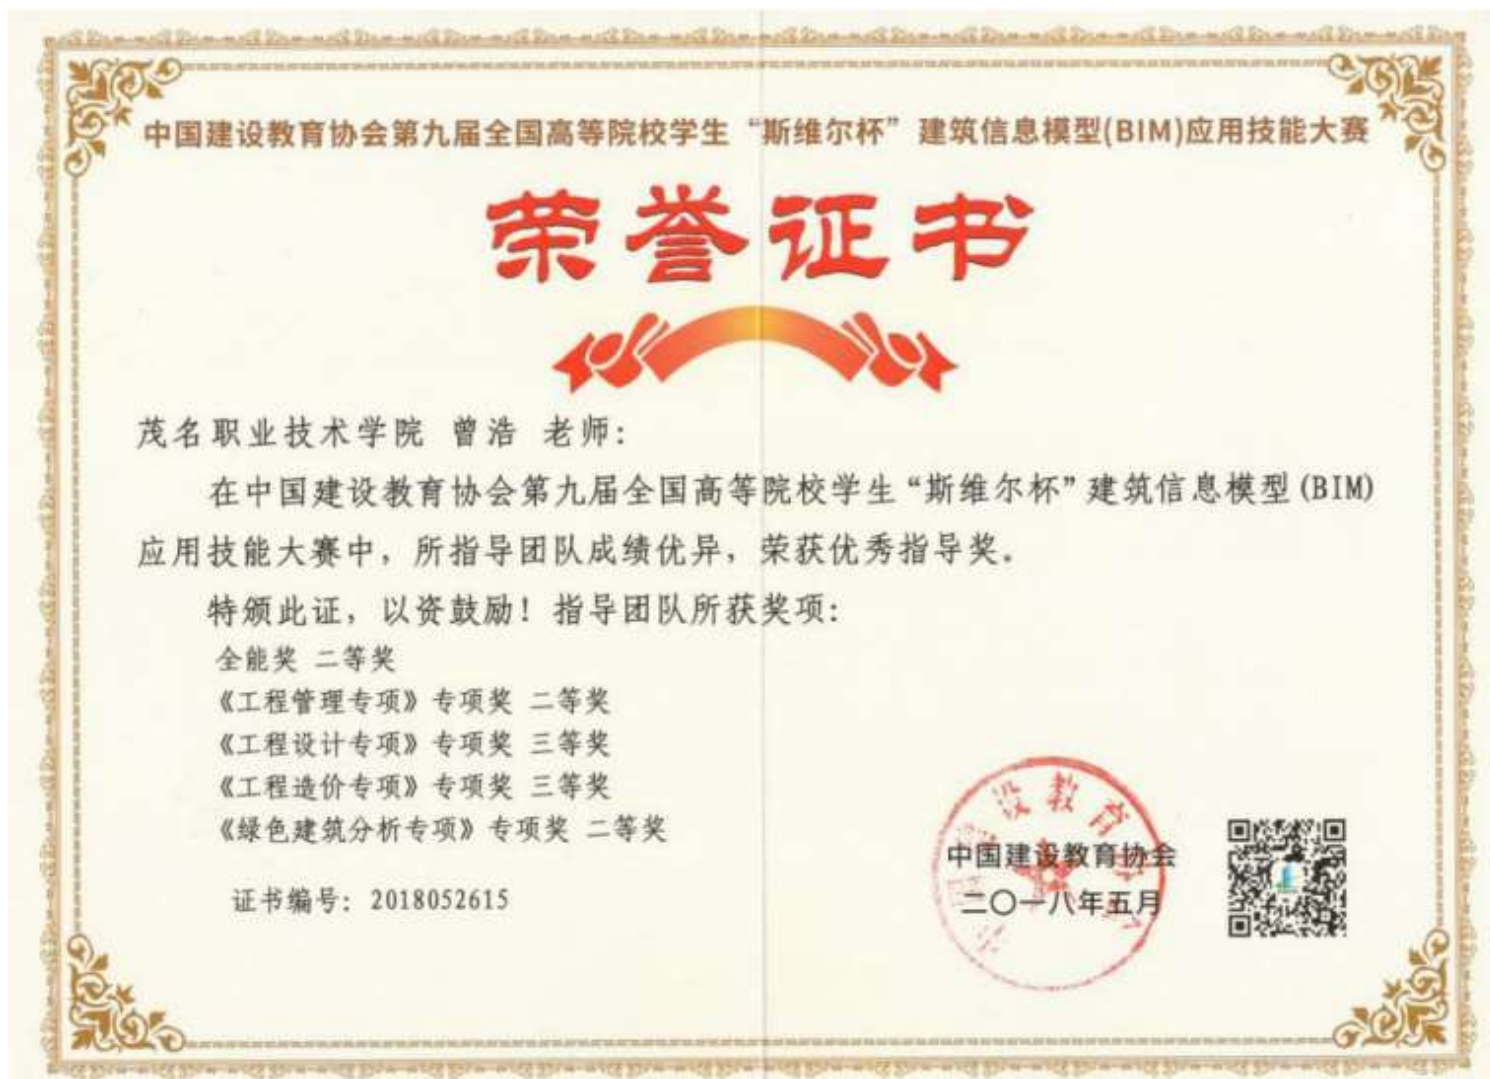 中国建设教育协会第九届全国高等院校学生“斯维尔杯”建筑信息模型(BIM)应用技能大赛
荣誉证书
茂名职业技术学院 曾浩 老师:
在中国建设教育协会第九届全国高等院校学生“斯维尔杯”建筑信息模型(BIM)
应用技能大赛中，所指导团队成绩优异，荣获优秀指导奖。
特颁此证，以资鼓励！指导团队所获奖项:
全能奖 二等奖
《工程管理专项》专项奖 二等奖
《工程设计专项》专项奖 三等奖
《工程造价专项》专项奖 三等奖
《绿色建筑分析专项》专项奖 二等奖
证书编号: 2018052615
中国建设教育协会
中国建设教育协会
二〇一八年五月